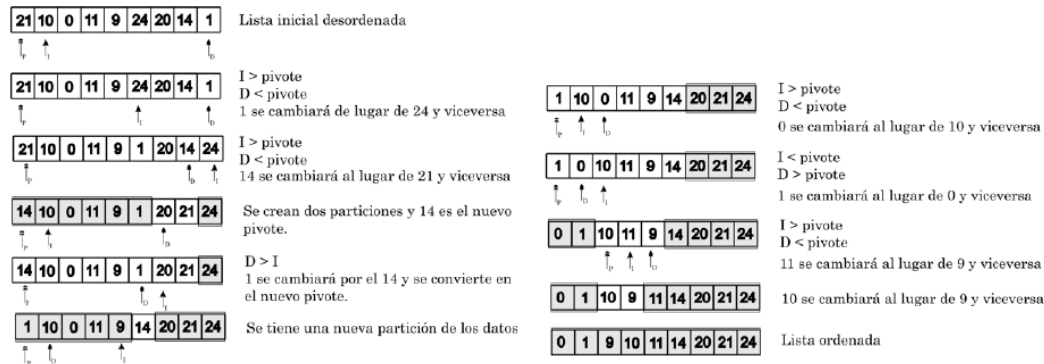 21 10 0 11 9 24 20 14 1
Lista inicial desordenada
P I D
21 10 0 11 9 24 20 14 1
I > pivote
D < pivote
1 se cambiará de lugar de 24 y viceversa
P I D
21 10 0 11 9 1 20 14 24
I > pivote
D < pivote
14 se cambiará al lugar de 21 y viceversa
P D I
14 10 0 11 9 1 20 21 24
Se crean dos particiones y 14 es el nuevo
pivote.
P I D
14 10 0 11 9 1 20 21 24
D > I
1 se cambiará por el 14 y se convierte en
el nuevo pivote.
P D I
1 10 0 11 9 14 20 21 24
Se tiene una nueva partición de los datos
P D I
1 10 0 11 9 14 20 21 24
I > pivote
D < pivote
0 se cambiará al lugar de 10 y viceversa
P I D
1 0 10 11 9 14 20 21 24
I < pivote
D > pivote
1 se cambiará al lugar de 0 y viceversa
P D I
0 1 10 11 9 14 20 21 24
I > pivote
D < pivote
11 se cambiará al lugar de 9 y viceversa
P I D
0 1 10 9 11 14 20 21 24
10 se cambiará al lugar de 9 y viceversa
0 1 9 10 11 14 20 21 24
Lista ordenada